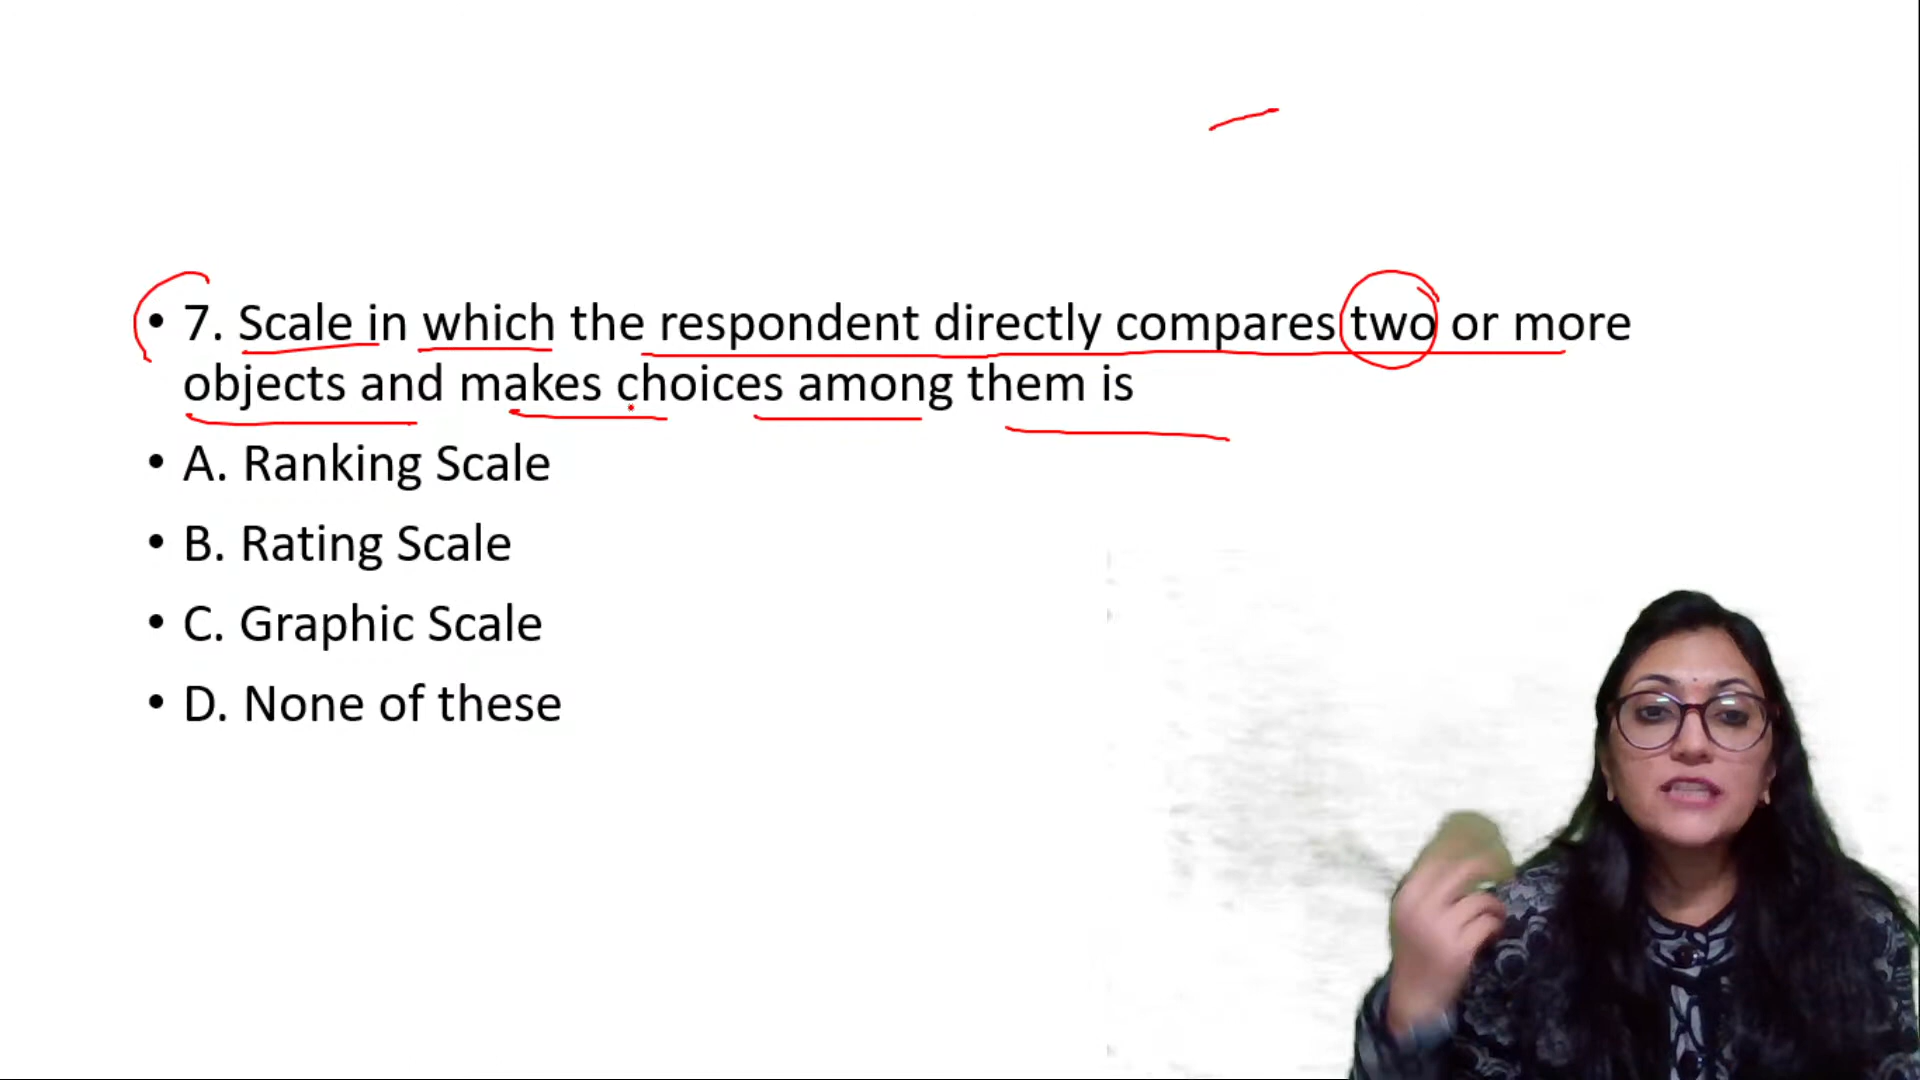 • 7. Scale in which the respondent directly compares two or more
objects and makes choices among them is
• A. Ranking Scale
• B. Rating Scale
• C. Graphic Scale
• D. None of these